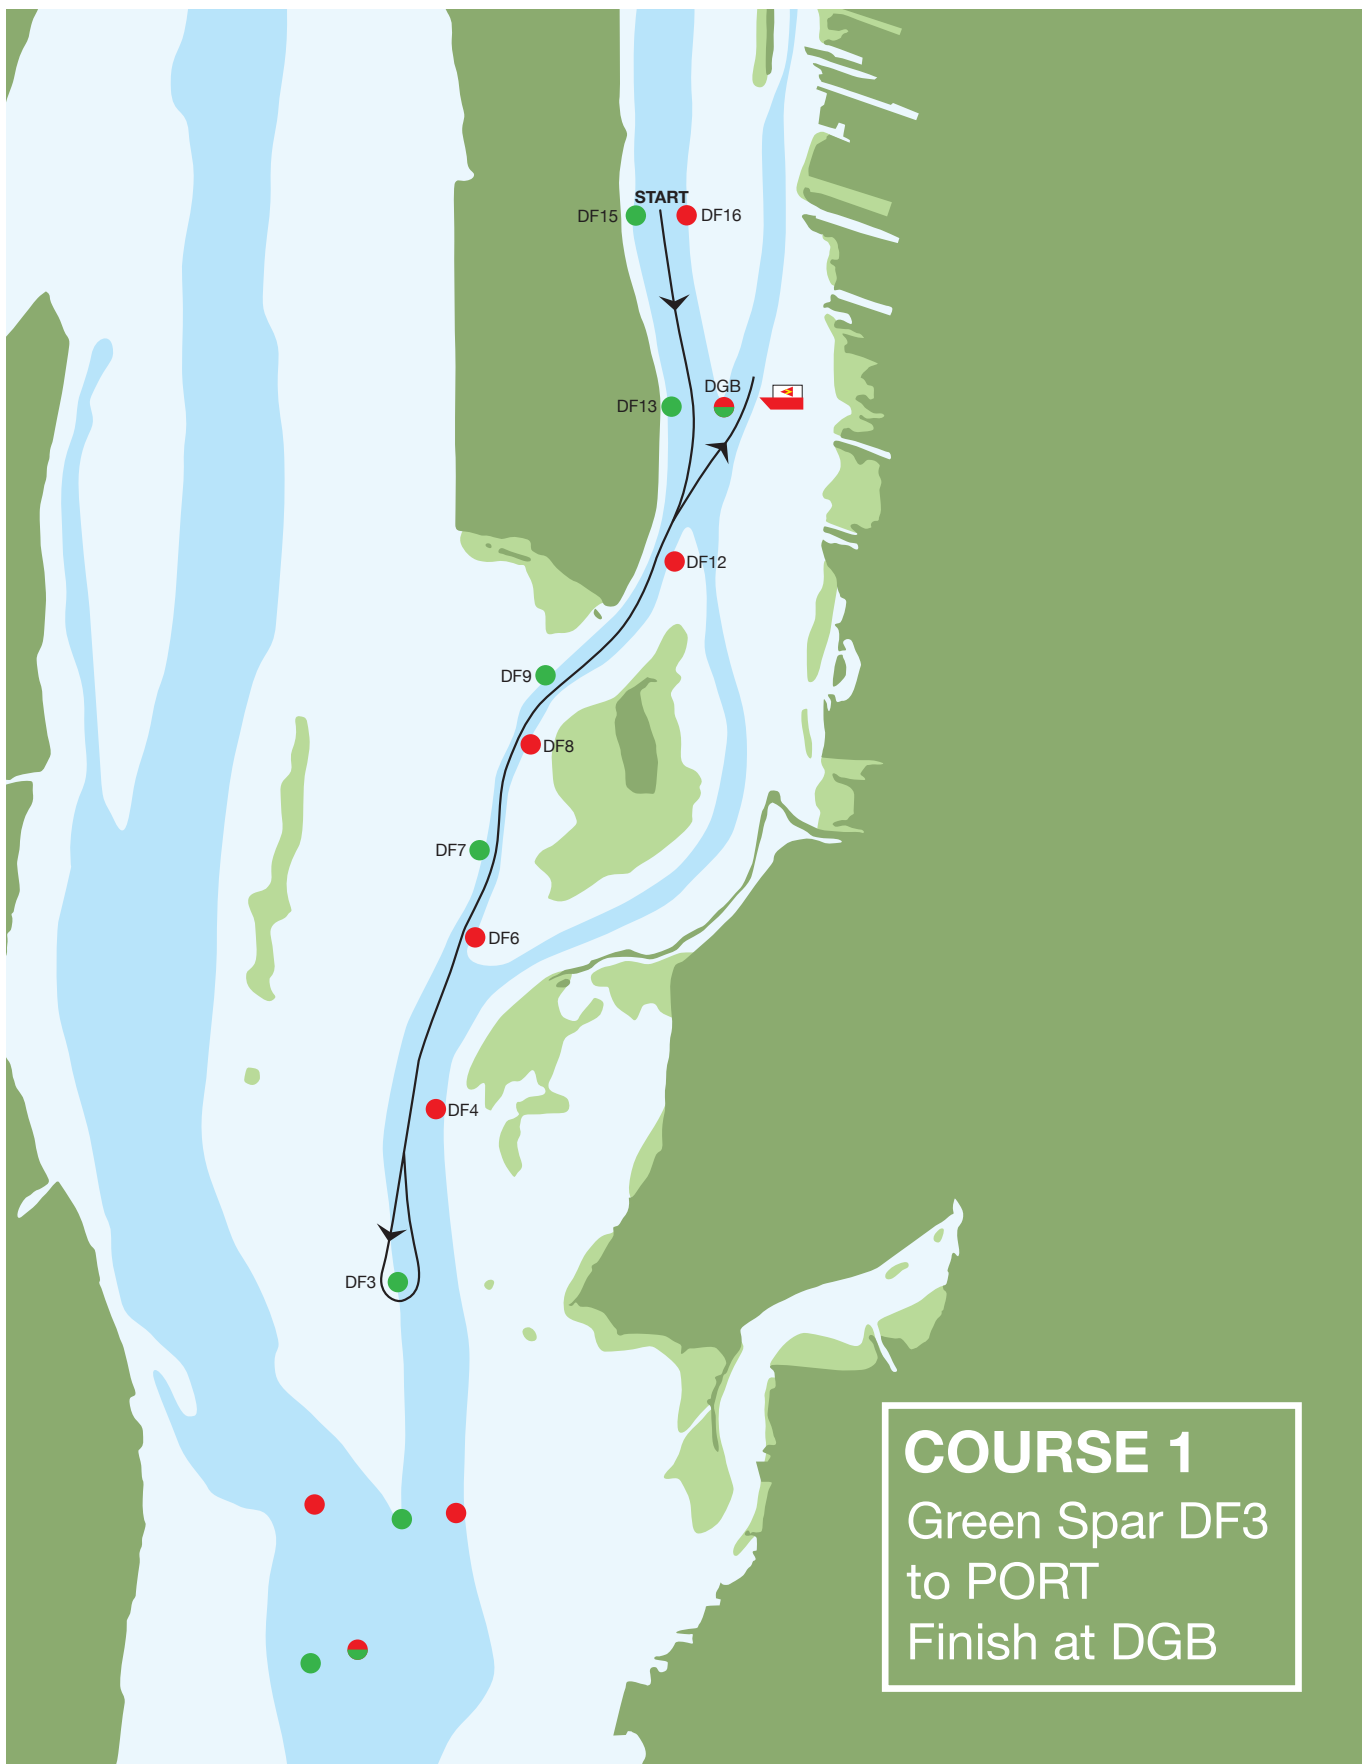 START
DF15
DF16
DGB
DF13
DF12
DF9
DF8
DF7
DF6
DF4
DF3
COURSE 1
Green Spar DF3
to PORT
Finish at DGB